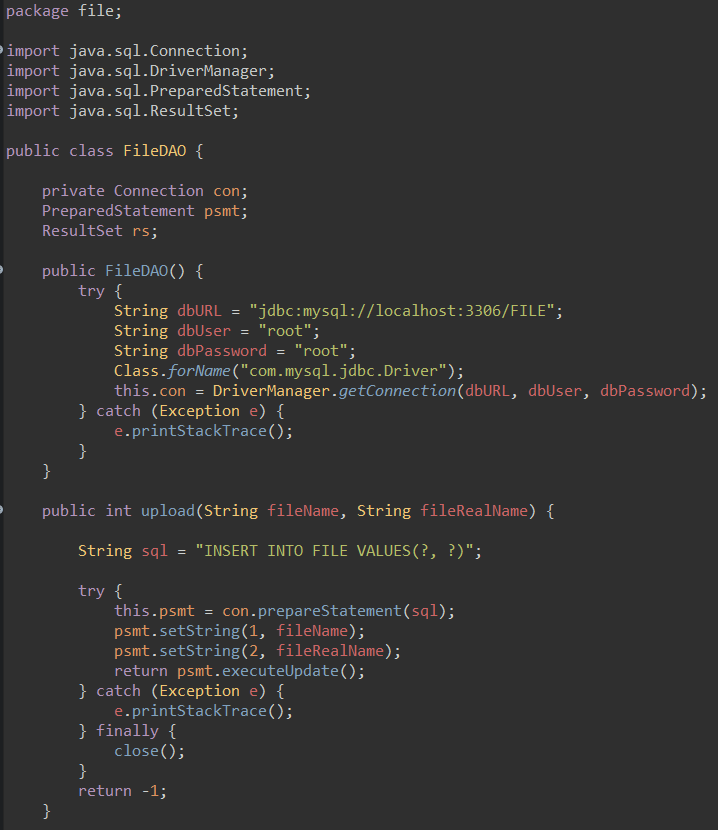 package file;
import java.sql.Connection;
import java.sql.DriverManager;
import java.sql.PreparedStatement;
import java.sql.ResultSet;
public class FileDAO {
private Connection con;
PreparedStatement psmt;
ResultSet rs;
public FileDAO() {
try {
String dbURL = "jdbc:mysql://localhost:3306/FILE";
String dbUser = "root";
String dbPassword = "root";
Class.forName("com.mysql.jdbc.Driver");
this.con = DriverManager.getConnection(dbURL, dbUser, dbPassword);
} catch (Exception e) {
e.printStackTrace();
}
}
public int upload(String fileName, String fileRealName) {
String sql = "INSERT INTO FILE VALUES(?, ?)";
try {
this.psmt = con.prepareStatement(sql);
psmt.setString(1, fileName);
psmt.setString(2, fileRealName);
return psmt.executeUpdate();
} catch (Exception e) {
e.printStackTrace();
} finally {
close();
}
return -1;
}